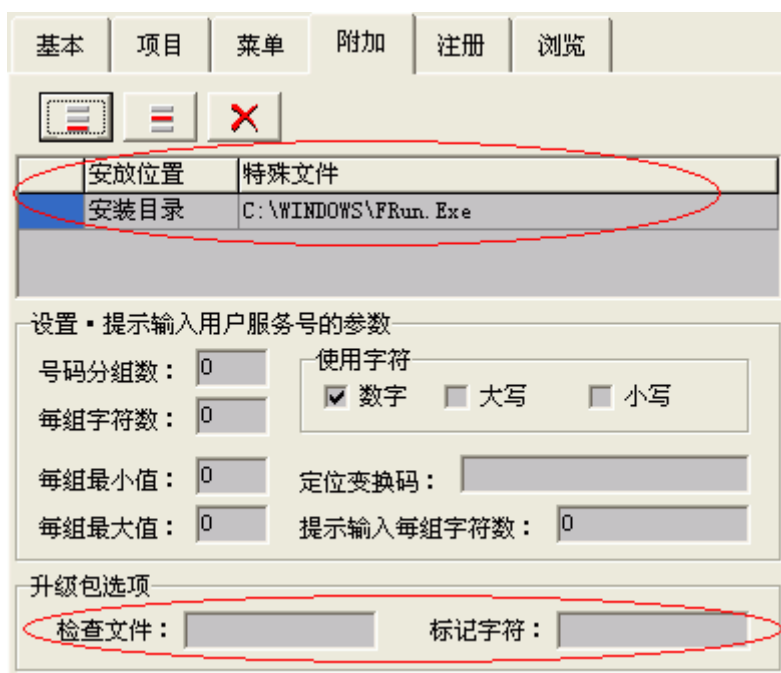 基本 项目 菜单 附加 注册 浏览
安放位置 特殊文件
安装目录 C:\WINDOWS\FRun.Exe
设置·提示输入用户服务号的参数
号码分组数： 0 使用字符
数字 大写 小写
每组字符数： 0
每组最小值： 0 定位变换码：
每组最大值： 0 提示输入每组字符数： 0
升级包选项
检查文件： 标记字符：